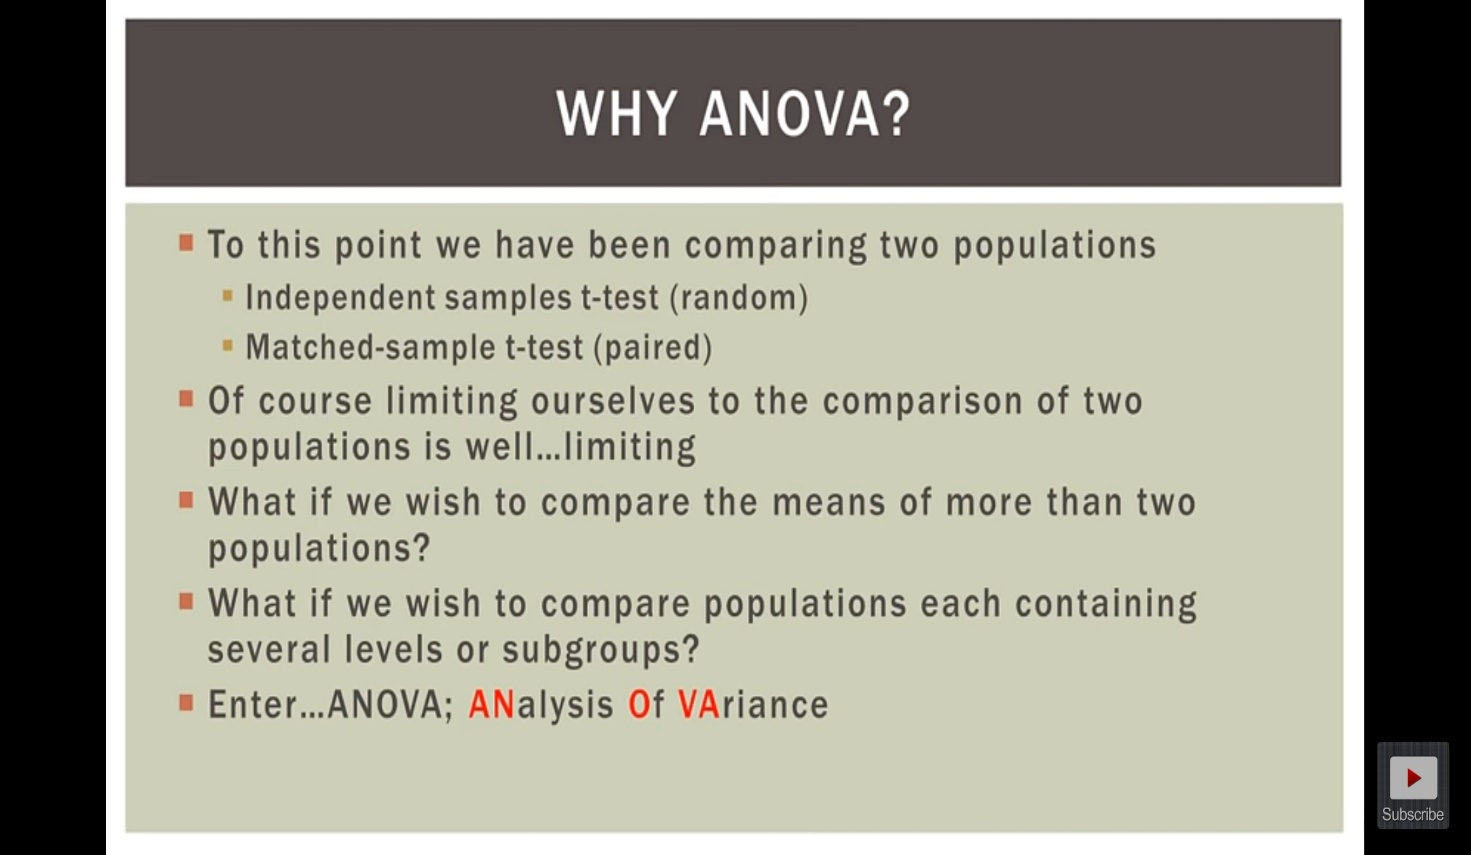 WHY ANOVA?
To this point we have been comparing two populations
Independent samples t-test (random)
Matched-sample t-test (paired)
Of course limiting ourselves to the comparison of two
populations is well...limiting
What if we wish to compare the means of more than two
populations?
What if we wish to compare populations each containing
several levels or subgroups?
Enter...ANOVA; ANalysis Of VAriance
Subscribe